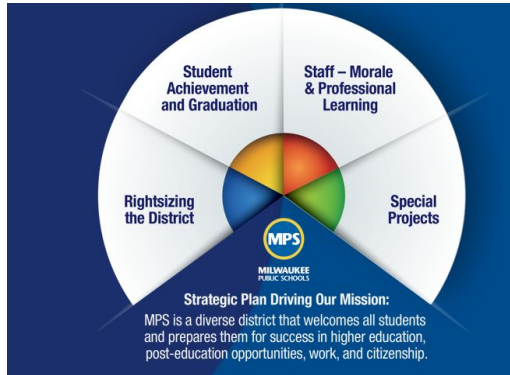 Student
Achievement
and Graduation
Staff – Morale
& Professional
Learning
Rightsizing
the District
Special
Projects
MPS
MILWAUKEE
PUBLIC SCHOOLS
Strategic Plan Driving Our Mission:
MPS is a diverse district that welcomes all students
and prepares them for success in higher education,
post-education opportunities, work, and citizenship.